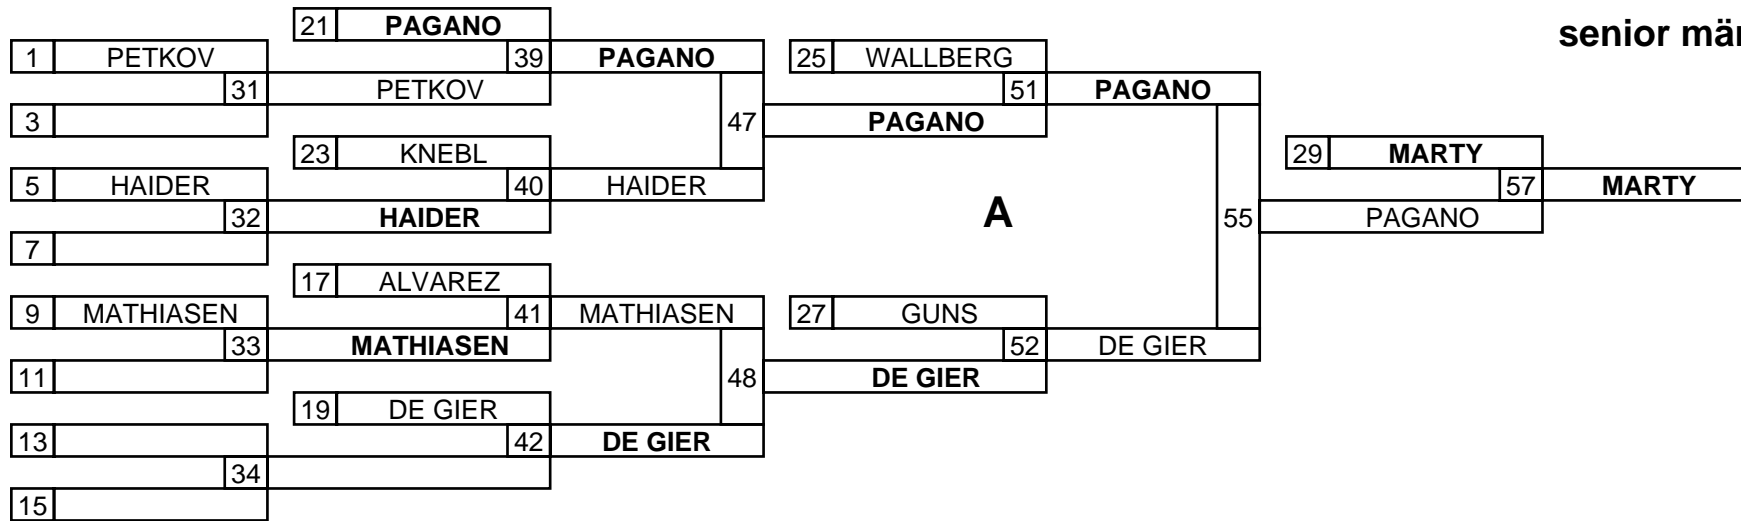 21 PAGANO
senior mär
1 PETKOV 39 PAGANO 25 WALLBERG
31 PETKOV 51 PAGANO
3 47 PAGANO
23 KNEBL 29 MARTY
5 HAIDER 40 HAIDER 57 MARTY
32 HAIDER A 55 PAGANO
7
17 ALVAREZ
9 MATHIASEN 41 MATHIASEN 27 GUNS
33 MATHIASEN 52 DE GIER
11 48 DE GIER
19 DE GIER
13 42 DE GIER
34
15